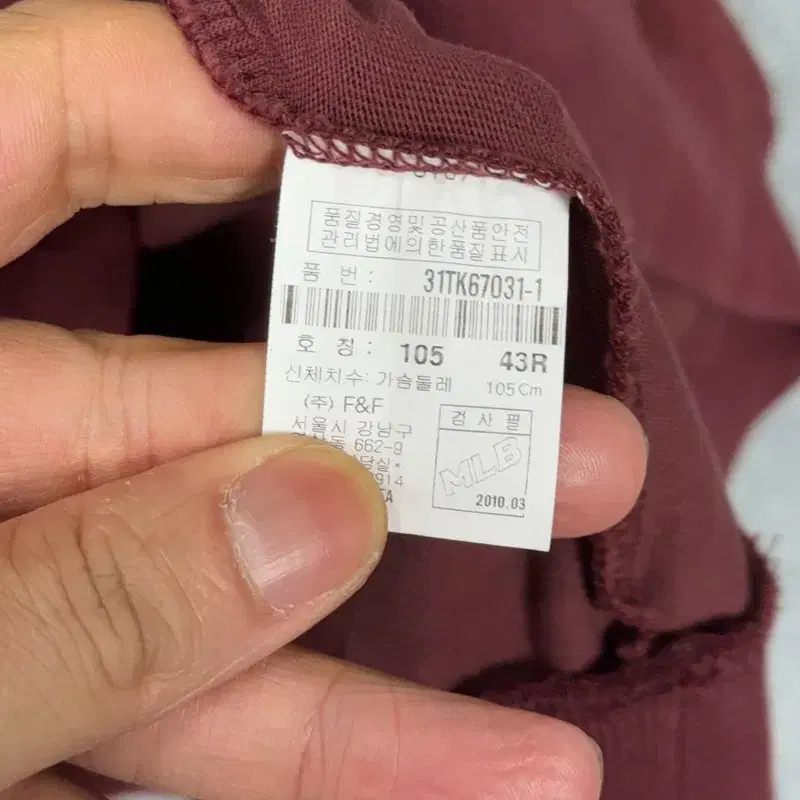 품질경영및공산품안전
관리법에의한품질표시
품 번 : 31TK67031-1
호 칭 : 105 43R
신체치수: 가슴둘레 105Cm
(주) F&F
서울시 강남구
662-9
검 사 필
MLB
2010.03